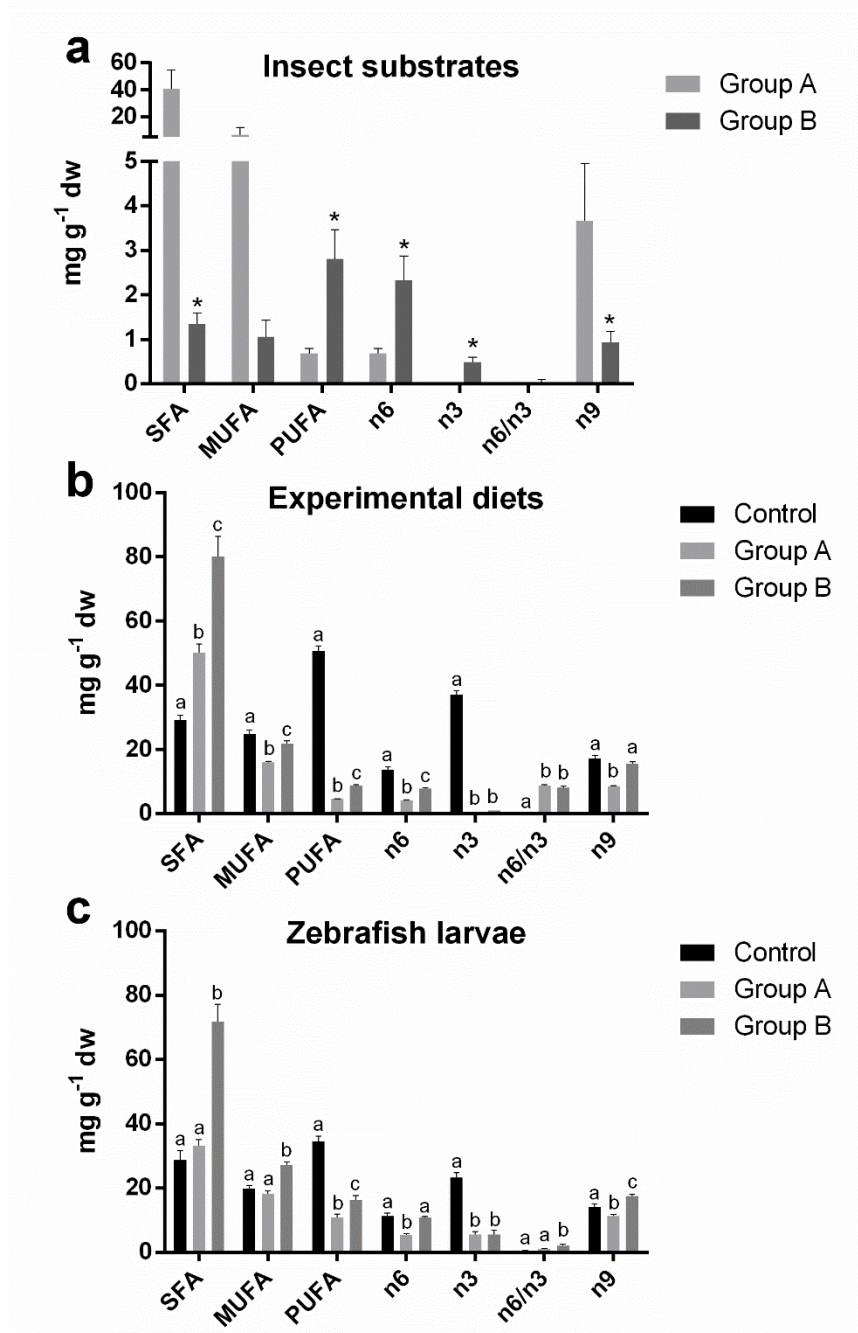 a
Insect substrates
Group A
Group B
mg g-1 dw
60
40
20
5
4
3
2
1
0
* * * * *
SFA MUFA PUFA n6 n3 n6/n3 n9
b
Experimental diets
Control
Group A
Group B
mg g-1 dw
100
80
60
40
20
0
a b c a b c a b c a b c a b b a b b a b a
SFA MUFA PUFA n6 n3 n6/n3 n9
c
Zebrafish larvae
Control
Group A
Group B
mg g-1 dw
100
80
60
40
20
0
a a b a a b a b c a b a a b b a a b a b c
SFA MUFA PUFA n6 n3 n6/n3 n9